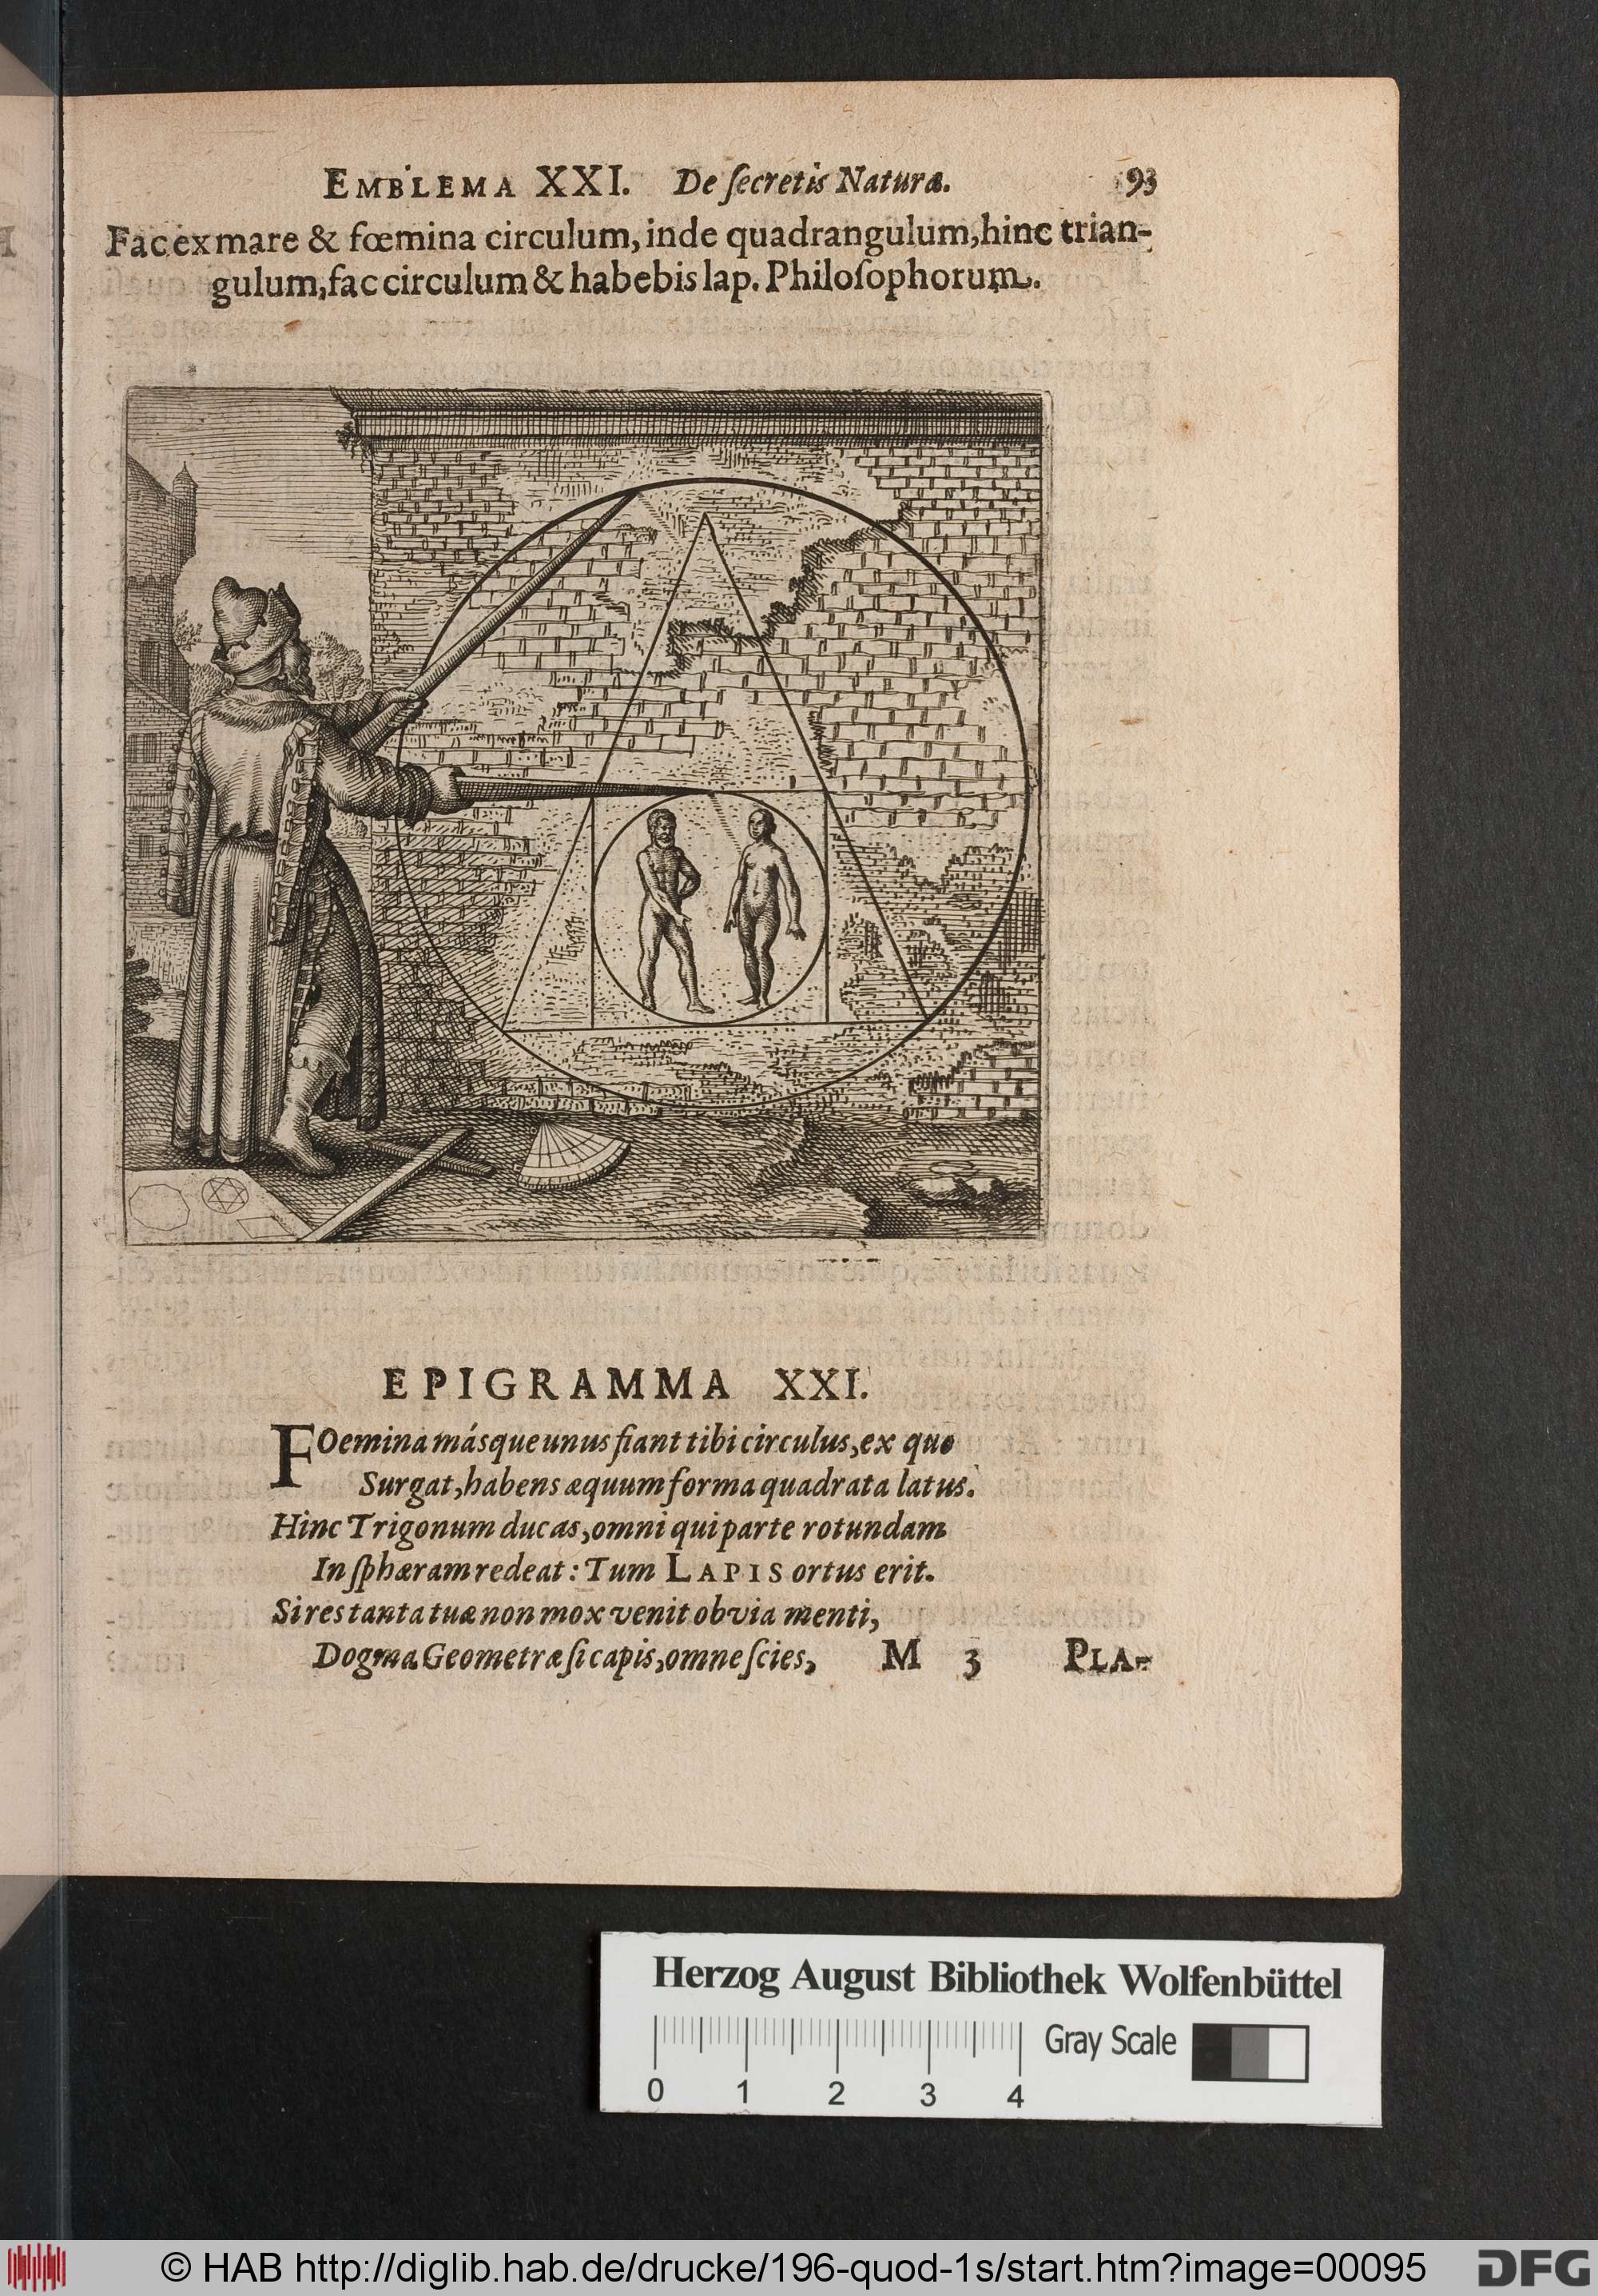 EMBLEMA XXI. De ſecretis Naturæ. 93
Fac ex mare & fœmina circulum, inde quadrangulum, hinc trian-
gulum, fac circulum & habebis lap. Philoſophorum.
EPIGRAMMA XXI.
FOemina másque unus fiant tibi circulus, ex quo
Surgat, habens æquum forma quadrata latus.
Hinc Trigonum ducas, omni qui parte rotundam
In ſphæram redeat: Tum LAPIS ortus erit.
Si res tanta tuæ non mox venit obvia menti,
Dogma Geometræ ſi capis, omne ſcies, M 3 PLA-
Herzog August Bibliothek Wolfenbüttel
Gray Scale
0 1 2 3 4
© HAB http://diglib.hab.de/drucke/196-quod-1s/start.htm?image=00095 DFG